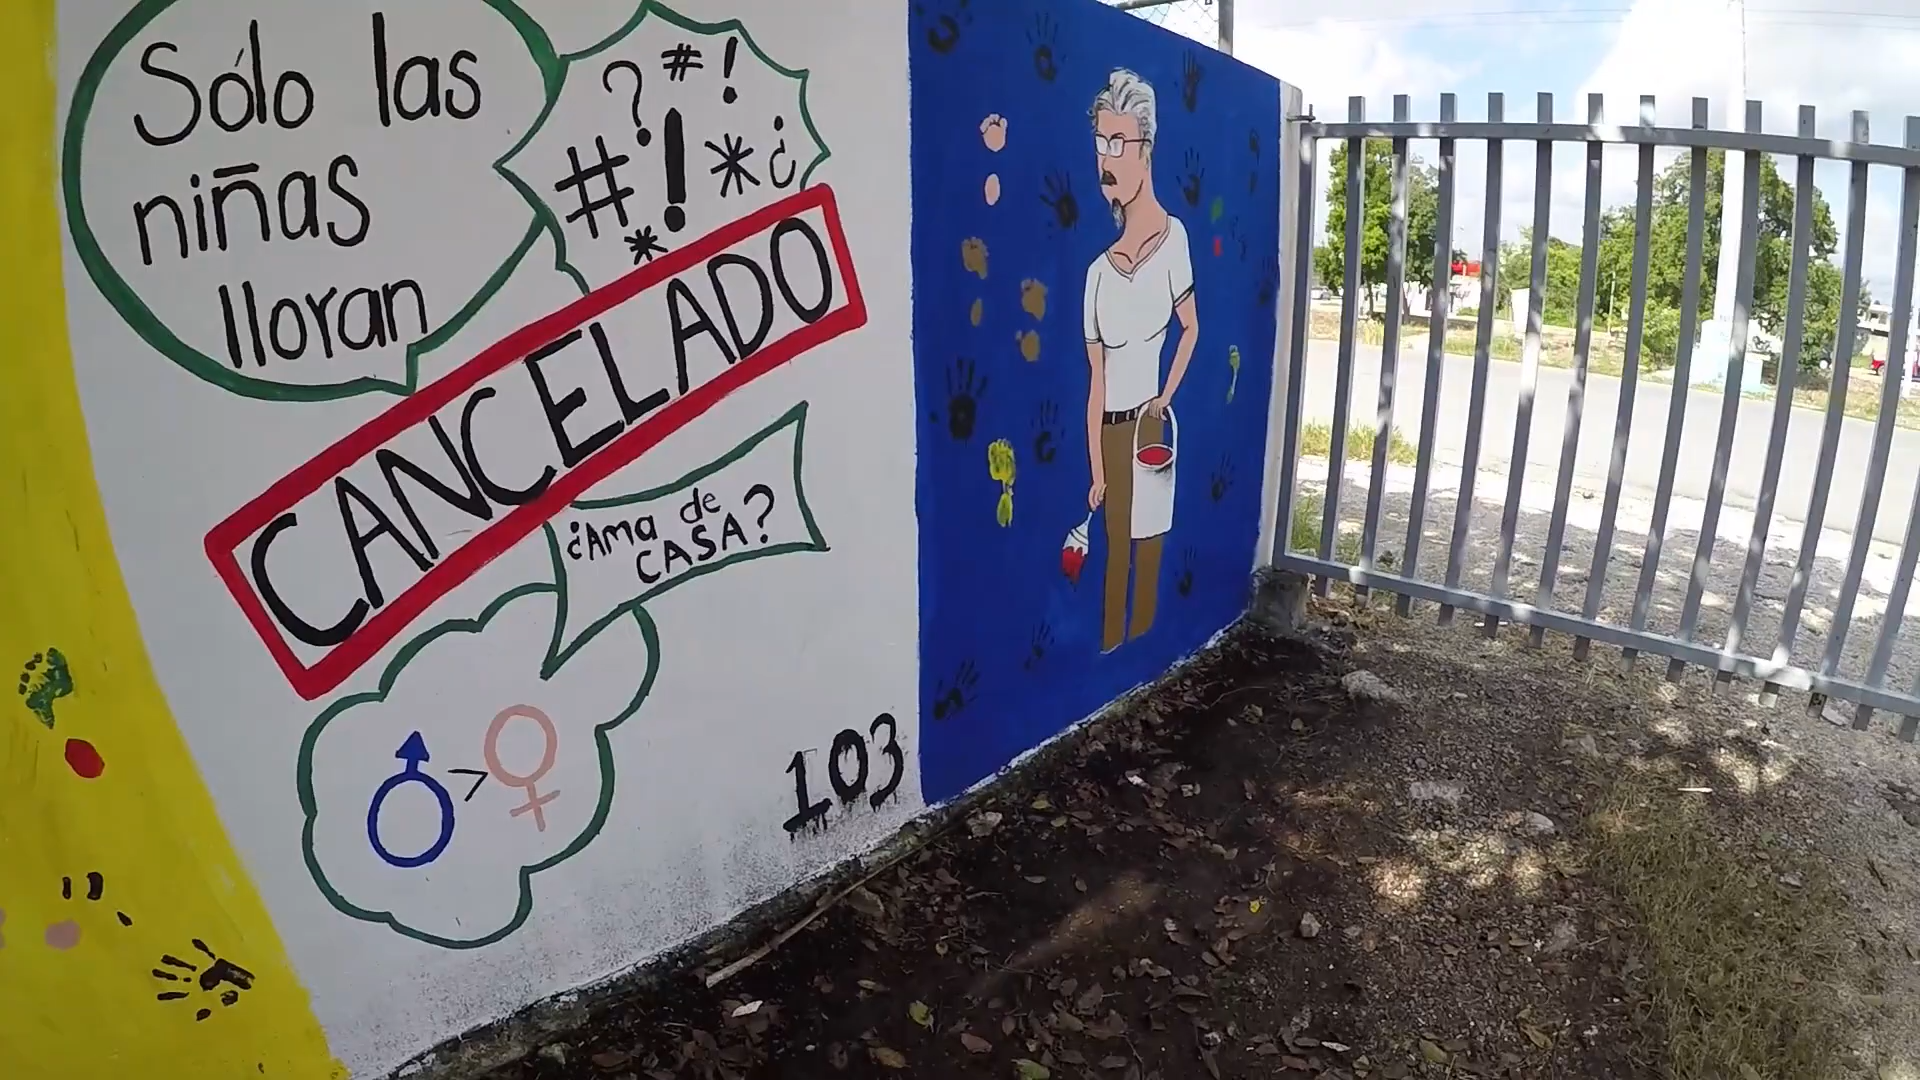 Sólo las
niñas
lloran
?#!
#!*¿
*
CANCELADO
¿Ama de
CASA?
>
103